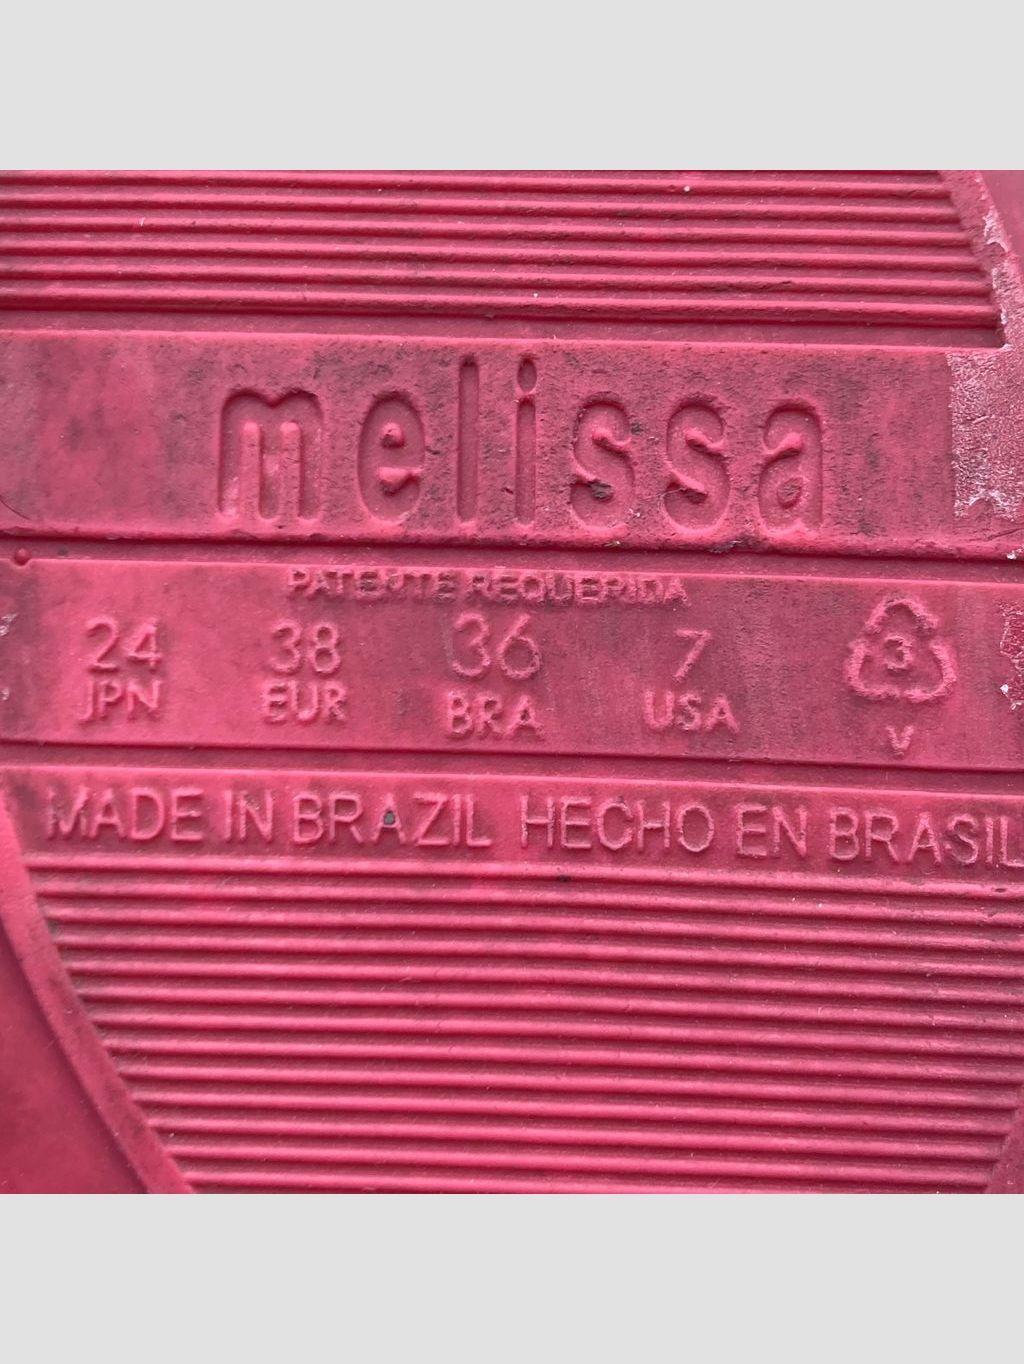 melissa
PATENTE REQUERIDA
24 38 36 7 3
JPN EUR BRA USA V
MADE IN BRAZIL HECHO EN BRASIL